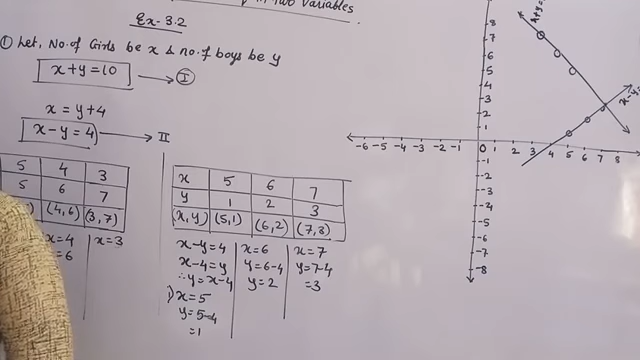 in Two Variables
Ex-3.2
① Let, No. of Girls be x & no. of boys be y
x + y = 10 → Ⓘ
x = y + 4
x - y = 4 → II
5 4 3
5 6 7
(4,6) (3,7)
x=4 x=3
=6
x 5 6 7
y 1 2 3
(x,y) (5,1) (6,2) (7,3)
x-y=4 x=6 x=7
x-4=y y=6-4 y=7-4
∴y=x-4 y=2 =3
x=5
y=5-4
=1
8
7
6
5
4
3
2
1
-6 -5 -4 -3 -2 -1 0 1 2 3 4 5 6 7 8
-1
-2
-3
-4
-5
-6
-7
-8
x+y=
x-y=